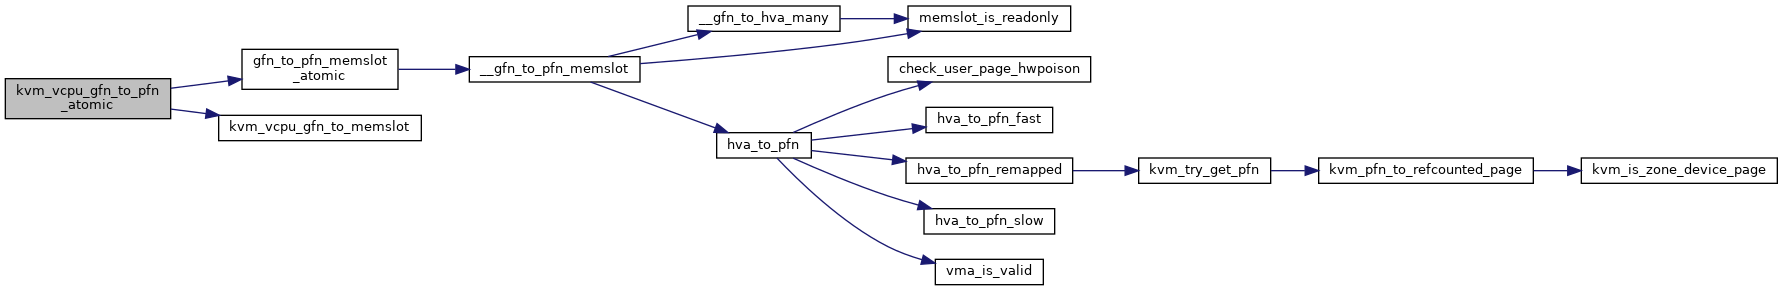 kvm_vcpu_gfn_to_pfn
_atomic
gfn_to_pfn_memslot
_atomic
kvm_vcpu_gfn_to_memslot
__gfn_to_pfn_memslot
__gfn_to_hva_many
memslot_is_readonly
hva_to_pfn
check_user_page_hwpoison
hva_to_pfn_fast
hva_to_pfn_remapped
kvm_try_get_pfn
kvm_pfn_to_refcounted_page
kvm_is_zone_device_page
hva_to_pfn_slow
vma_is_valid